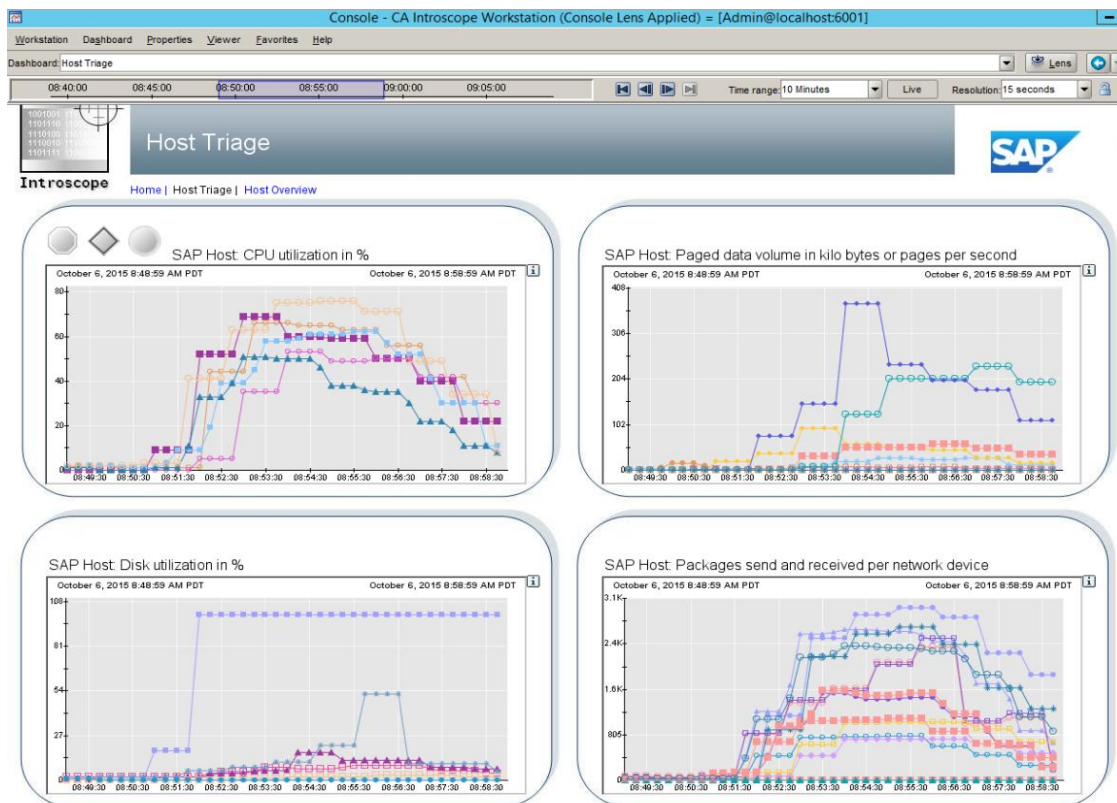 Console - CA Introscope Workstation (Console Lens Applied) = [Admin@localhost:6001]
Workstation Dashboard Properties Viewer Favorites Help
Dashboard: Host Triage Lens
08:40:00 08:45:00 08:50:00 08:55:00 09:00:00 09:05:00 Time range: 10 Minutes Live Resolution: 15 seconds
Host Triage
SAP
Introscope
Home | Host Triage | Host Overview
SAP Host: CPU utilization in %
October 6, 2015 8:48:59 AM PDT October 6, 2015 8:58:59 AM PDT
80
60
40
20
0
08:49:30 08:50:30 08:51:30 08:52:30 08:53:30 08:54:30 08:55:30 08:56:30 08:57:30 08:58:30
SAP Host: Paged data volume in kilo bytes or pages per second
October 6, 2015 8:48:59 AM PDT October 6, 2015 8:58:59 AM PDT
408
306
204
102
0
08:49:30 08:50:30 08:51:30 08:52:30 08:53:30 08:54:30 08:55:30 08:56:30 08:57:30 08:58:30
SAP Host: Disk utilization in %
October 6, 2015 8:48:59 AM PDT October 6, 2015 8:58:59 AM PDT
108
81
54
27
0
08:49:30 08:50:30 08:51:30 08:52:30 08:53:30 08:54:30 08:55:30 08:56:30 08:57:30 08:58:30
SAP Host: Packages send and received per network device
October 6, 2015 8:48:59 AM PDT October 6, 2015 8:58:59 AM PDT
3.1K
2.4K
1.6K
805
0
08:49:30 08:50:30 08:51:30 08:52:30 08:53:30 08:54:30 08:55:30 08:56:30 08:57:30 08:58:30